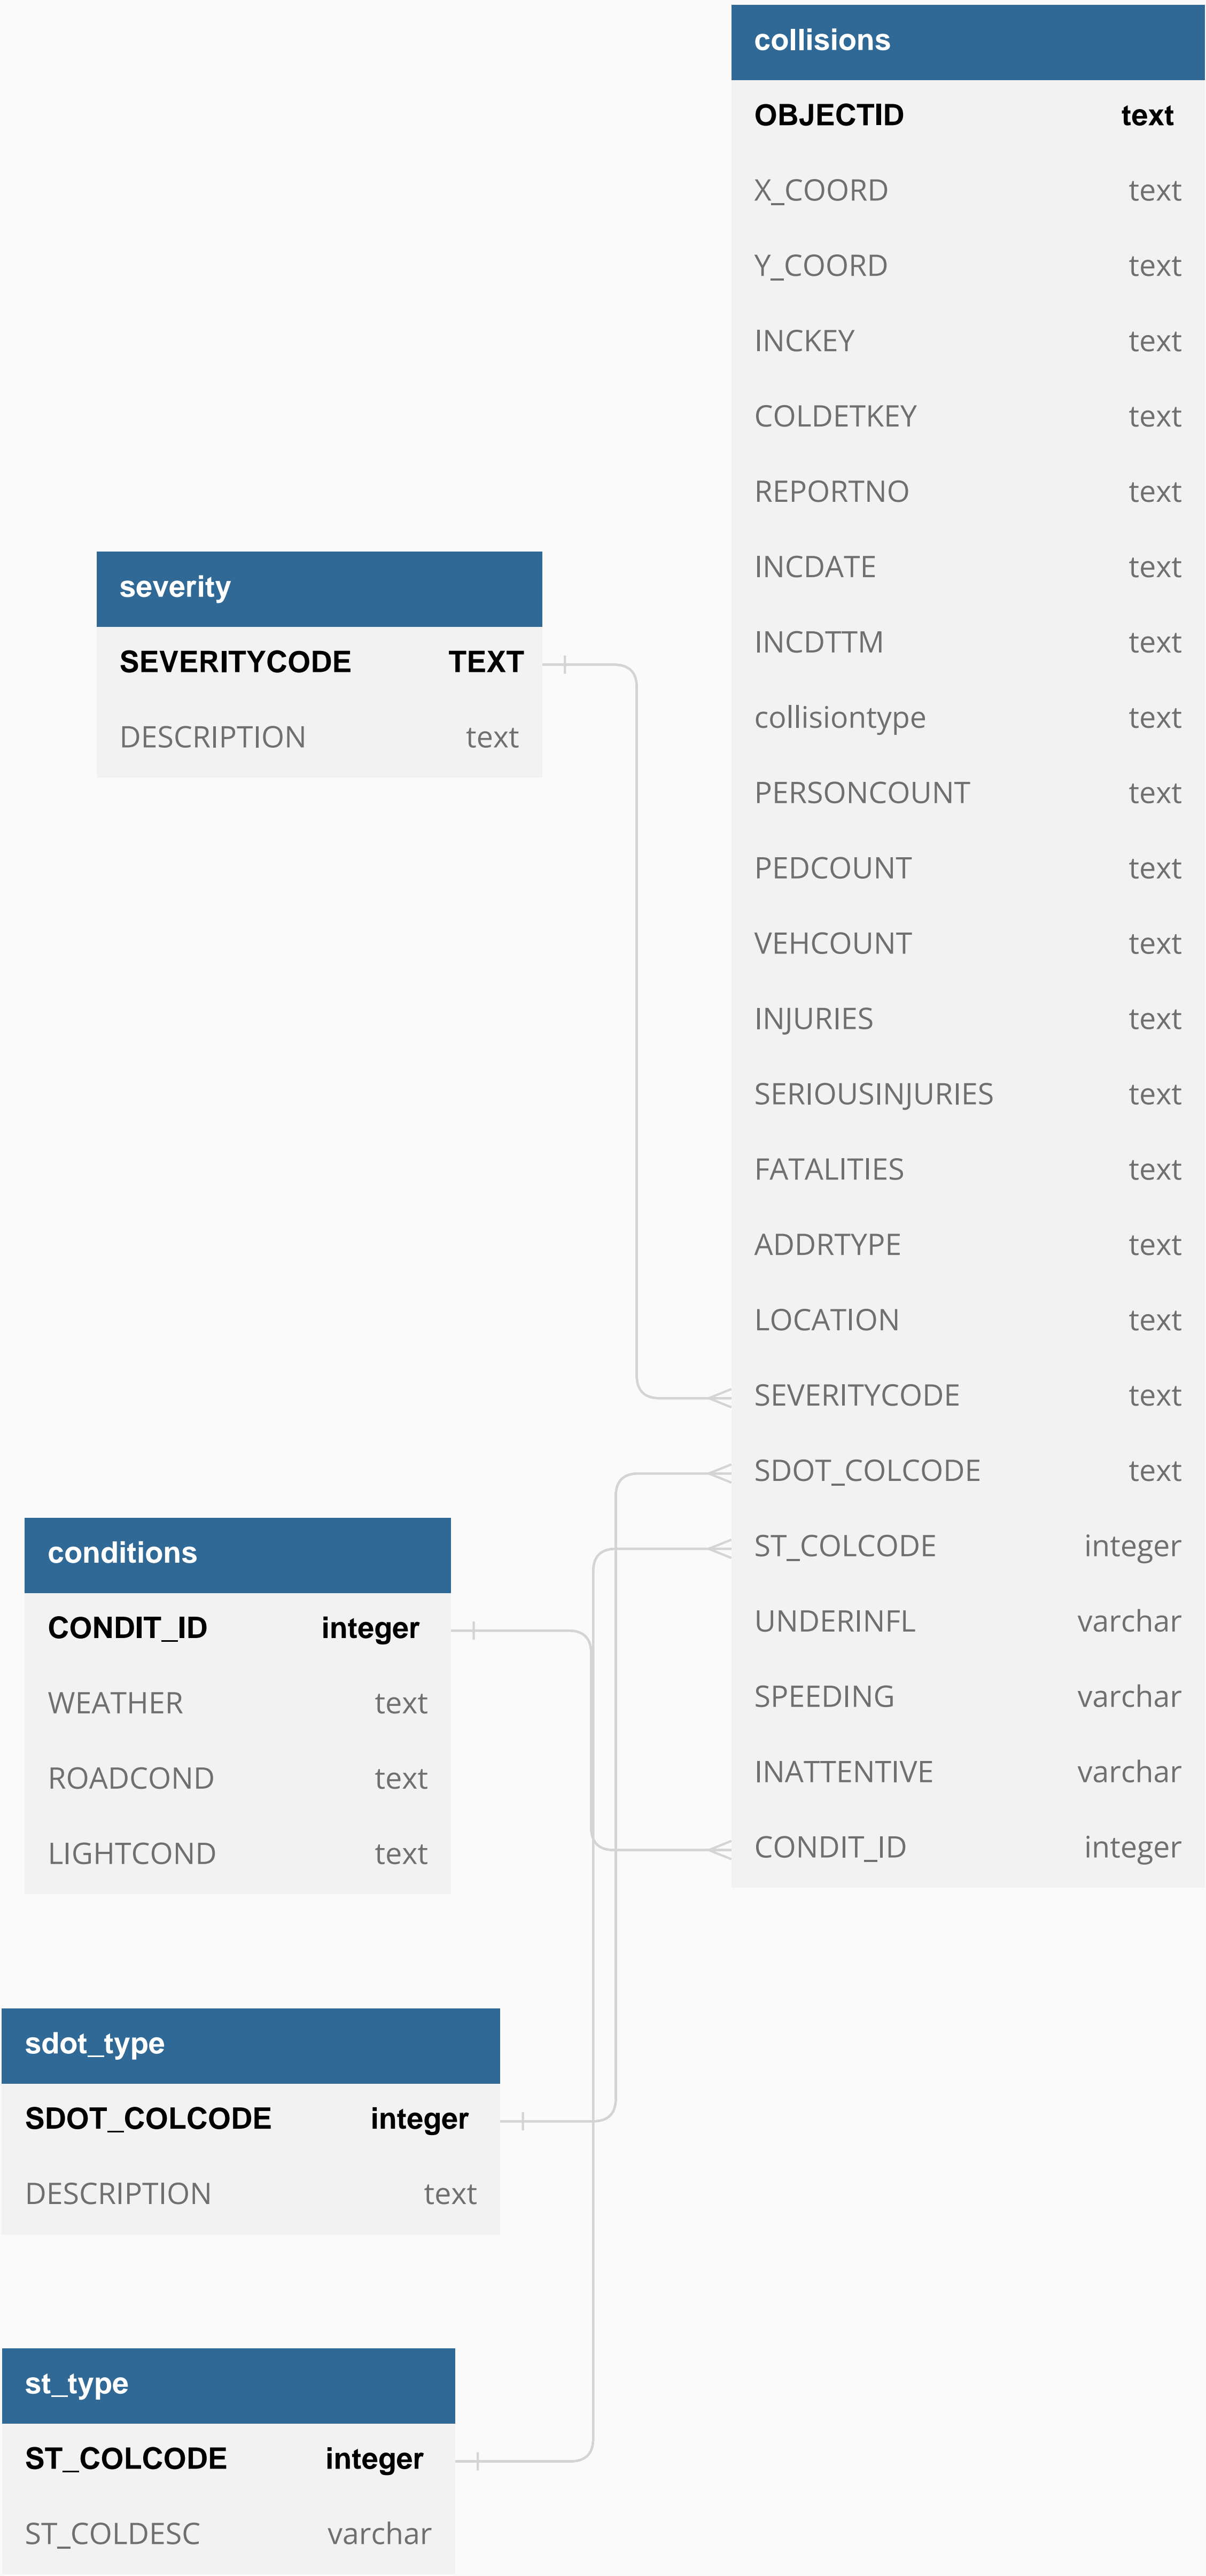 collisions
OBJECTID text
X_COORD text
Y_COORD text
INCKEY text
COLDETKEY text
REPORTNO text
INCDATE text
INCDTTM text
collisiontype text
PERSONCOUNT text
PEDCOUNT text
VEHCOUNT text
INJURIES text
SERIOUSINJURIES text
FATALITIES text
ADDRTYPE text
LOCATION text
SEVERITYCODE text
SDOT_COLCODE text
ST_COLCODE integer
UNDERINFL varchar
SPEEDING varchar
INATTENTIVE varchar
CONDIT_ID integer
severity
SEVERITYCODE TEXT
DESCRIPTION text
conditions
CONDIT_ID integer
WEATHER text
ROADCOND text
LIGHTCOND text
sdot_type
SDOT_COLCODE integer
DESCRIPTION text
st_type
ST_COLCODE integer
ST_COLDESC varchar